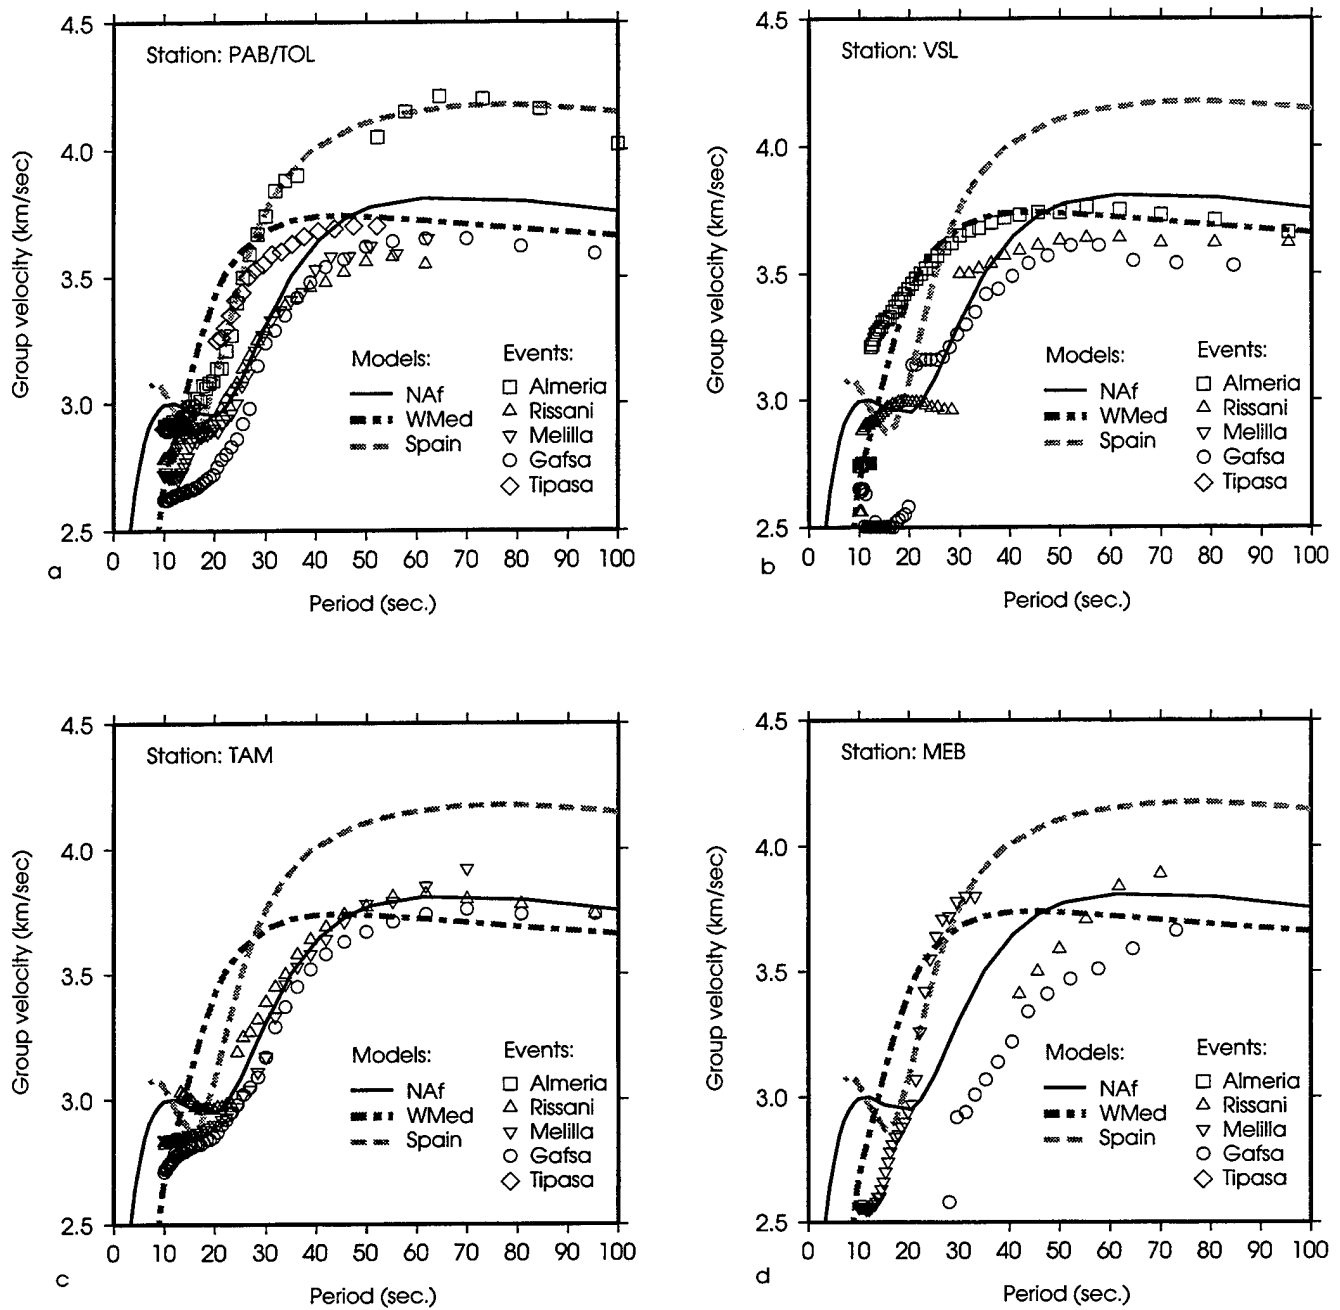 Station: PAB/TOL
4.5
4.0
3.5
3.0
2.5
Group velocity (km/sec)
Models:
NAf
WMed
Spain
Events:
Almeria
Rissani
Melilla
Gafsa
Tipasa
0 10 20 30 40 50 60 70 80 90 100
Period (sec.)
a
Station: VSL
4.5
4.0
3.5
3.0
2.5
Group velocity (km/sec)
Models:
NAf
WMed
Spain
Events:
Almeria
Rissani
Melilla
Gafsa
Tipasa
0 10 20 30 40 50 60 70 80 90 100
Period (sec.)
b
Station: TAM
4.5
4.0
3.5
3.0
2.5
Group velocity (km/sec)
Models:
NAf
WMed
Spain
Events:
Almeria
Rissani
Melilla
Gafsa
Tipasa
0 10 20 30 40 50 60 70 80 90 100
Period (sec.)
c
Station: MEB
4.5
4.0
3.5
3.0
2.5
Group velocity (km/sec)
Models:
NAf
WMed
Spain
Events:
Almeria
Rissani
Melilla
Gafsa
Tipasa
0 10 20 30 40 50 60 70 80 90 100
Period (sec.)
d